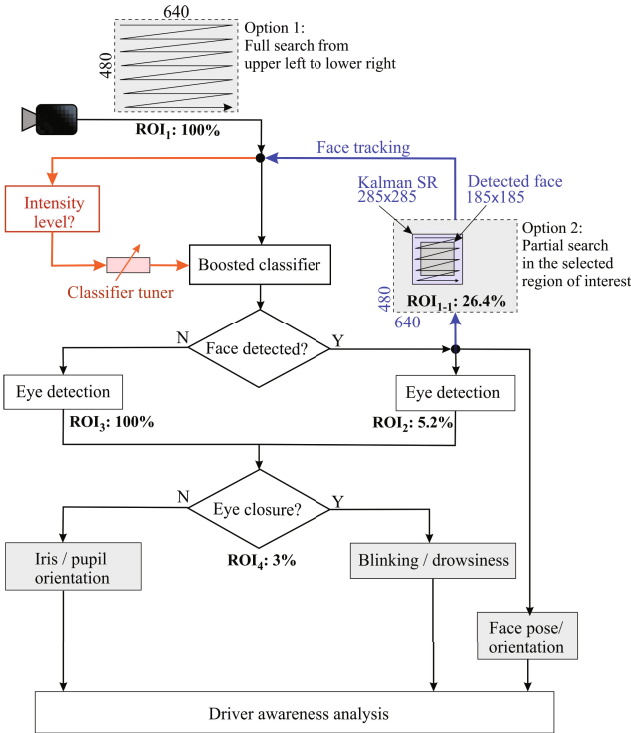 640
480
Option 1:
Full search from
upper left to lower right
ROI1: 100%
Face tracking
Intensity
level?
Kalman SR
285x285
Detected face
185x185
Option 2:
Partial search
in the selected
region of interest
Classifier tuner
Boosted classifier
ROI1-1: 26.4%
480
640
N
Face detected?
Y
Eye detection
Eye detection
ROI3: 100%
ROI2: 5.2%
N
Eye closure?
Y
Iris / pupil
orientation
ROI4: 3%
Blinking / drowsiness
Face pose/
orientation
Driver awareness analysis